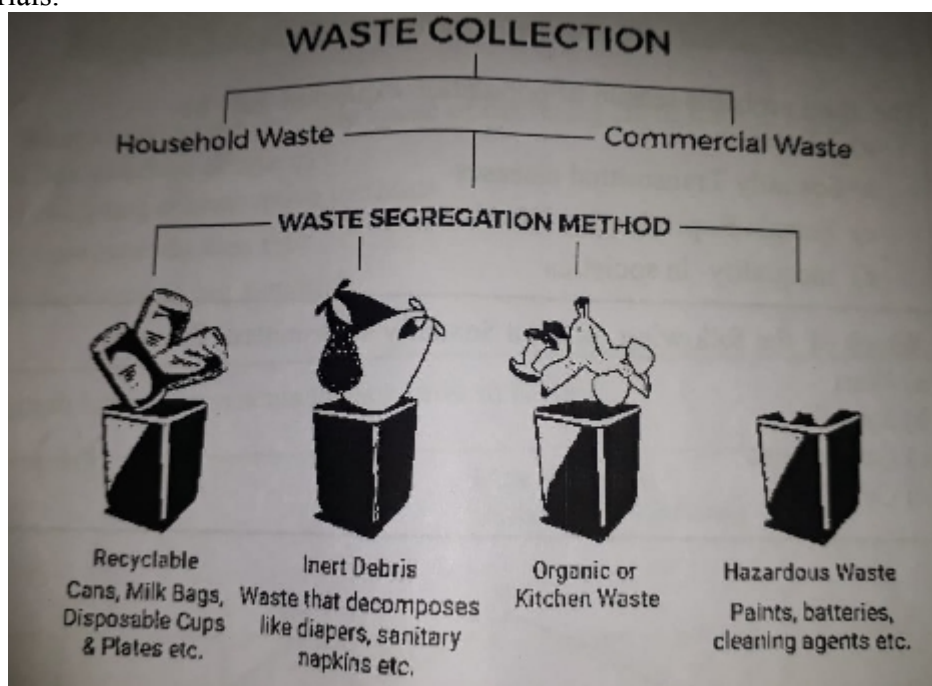 rials.
WASTE COLLECTION
Household Waste
Commercial Waste
WASTE SEGREGATION METHOD
Recyclable
Cans, Milk Bags,
Disposable Cups
& Plates etc.
Inert Debris
Waste that decomposes
like diapers, sanitary
napkins etc.
Organic or
Kitchen Waste
Hazardous Waste
Paints, batteries,
cleaning agents etc.